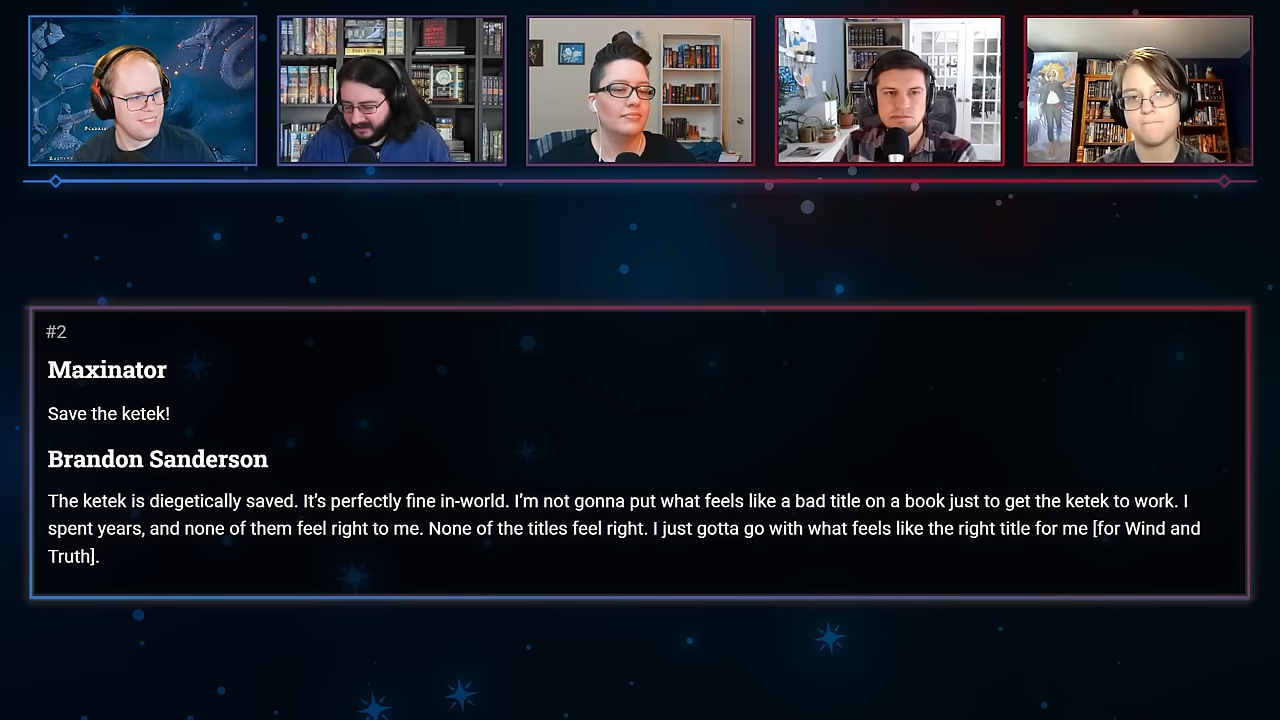 #2
Maxinator
Save the ketek!
Brandon Sanderson
The ketek is diegetically saved. It's perfectly fine in-world. I'm not gonna put what feels like a bad title on a book just to get the ketek to work. I
spent years, and none of them feel right to me. None of the titles feel right. I just gotta go with what feels like the right title for me [for Wind and
Truth].